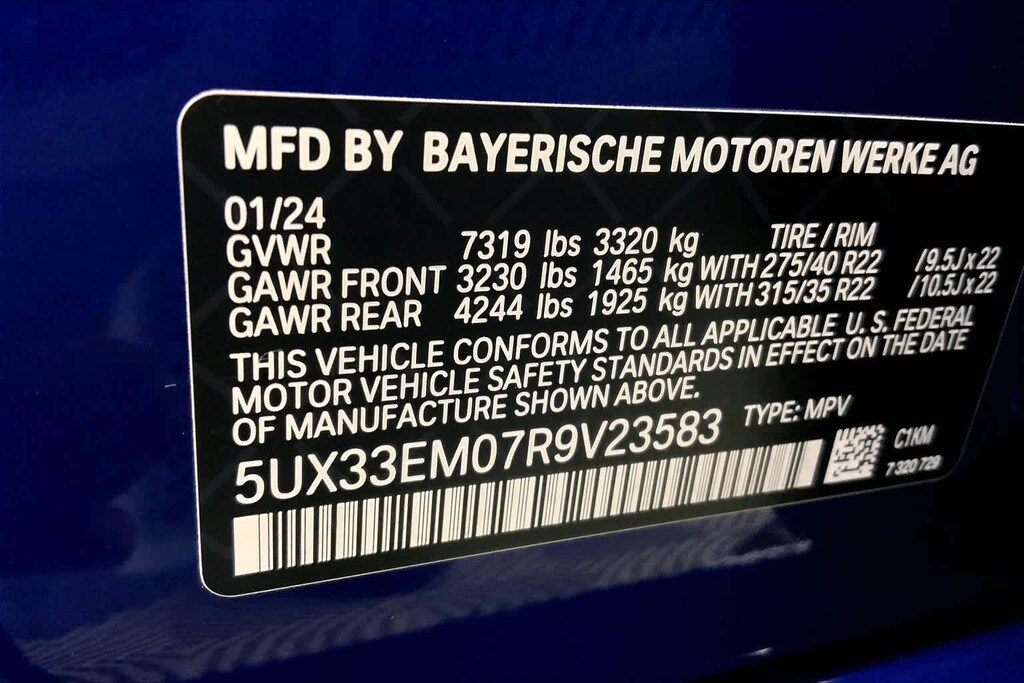 MFD BY BAYERISCHE MOTOREN WERKE AG
01/24
TIRE / RIM
GVWR 7319 lbs 3320 kg
GAWR FRONT 3230 lbs 1465 kg WITH 275/40 R22 /9.5J x 22
GAWR REAR 4244 lbs 1925 kg WITH 315/35 R22 /10.5J x 22
THIS VEHICLE CONFORMS TO ALL APPLICABLE U.S. FEDERAL
MOTOR VEHICLE SAFETY STANDARDS IN EFFECT ON THE DATE
OF MANUFACTURE SHOWN ABOVE.
5UX33EM07R9V23583 TYPE: MPV
C1KM
7 320 729